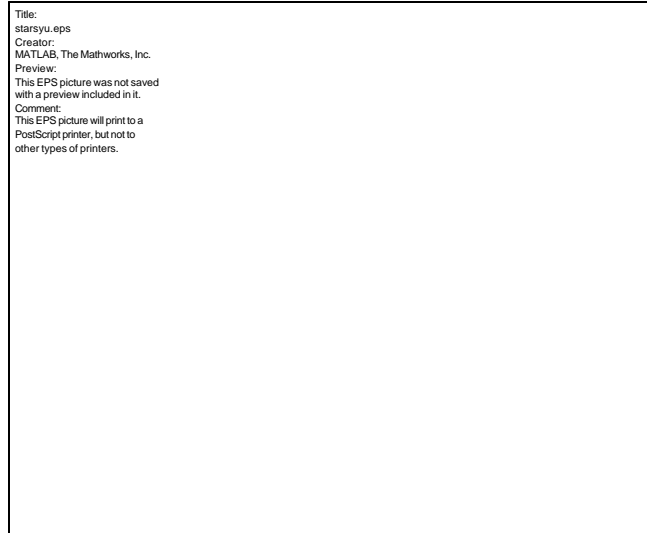 Title:
starsyu.eps
Creator:
MATLAB, The Mathworks, Inc.
Preview:
This EPS picture was not saved
with a preview included in it.
Comment:
This EPS picture will print to a
PostScript printer, but not to
other types of printers.